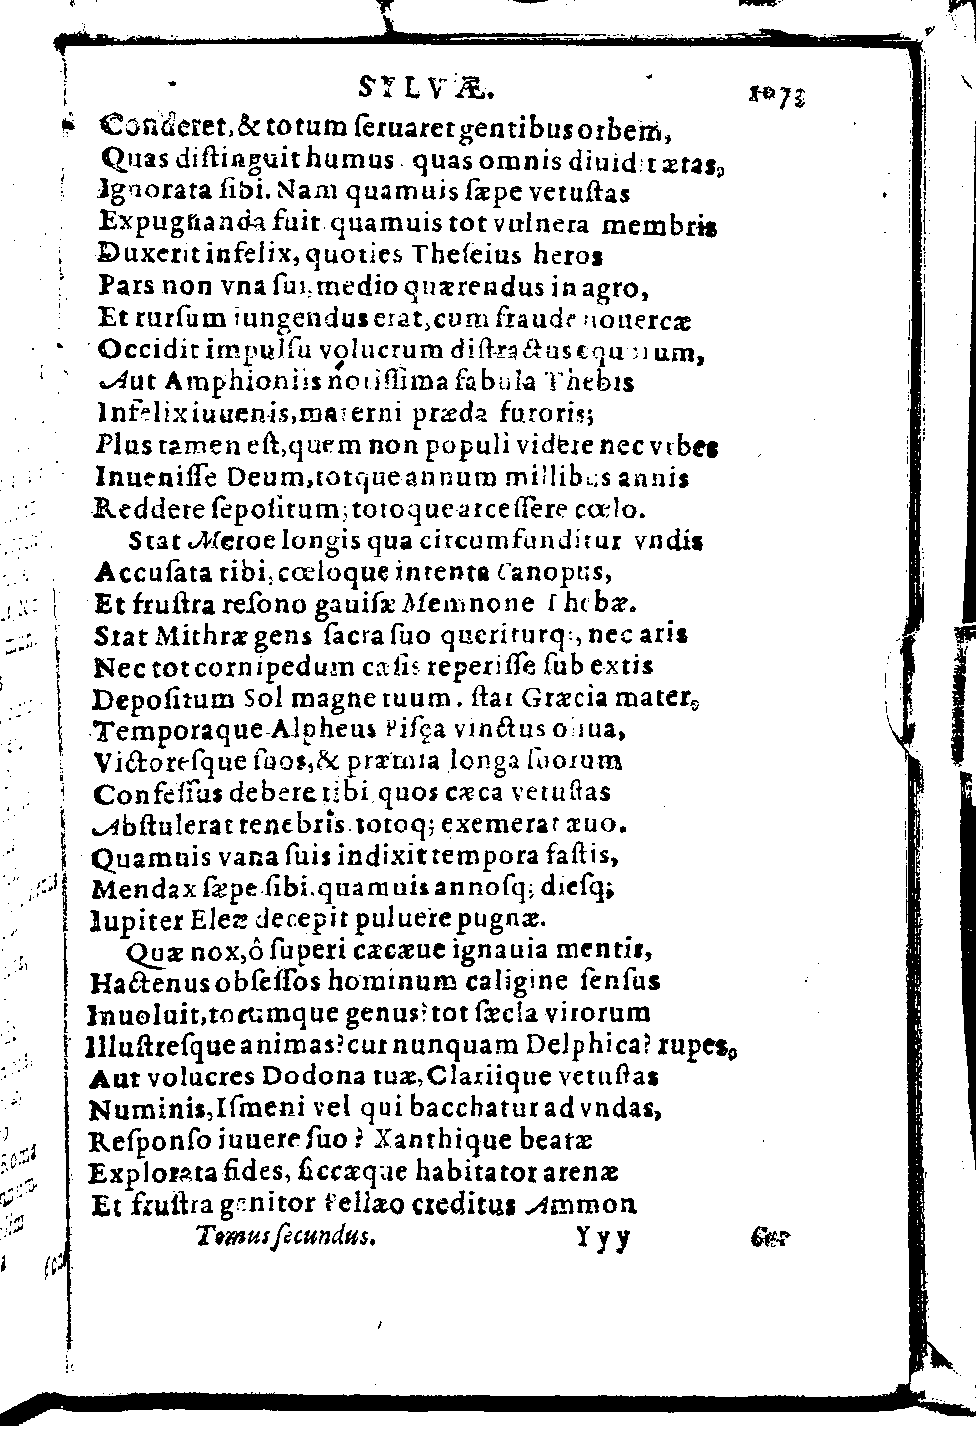 SYLVÆ. 1073
Conderet, & totum ſeruaret gentibus orbem,
Quas diſtinguit humus, quas omnis diuidit ætas,
Ignorata ſibi. Nam quamuis ſæpe vetuſtas
Expugnanda fuit, quamuis tot vulnera membris
Duxerit infelix, quoties Theſeius heros
Pars non vna ſui, medio quærendus in agro,
Et rurſum iungendus erat, cum fraude nouercæ
Occidit impulſu volucrum diſtractus equorum,
Aut Amphioniis notiſſima fabula Thebis
Infelix iuuenis, materni præda furoris;
Plus tamen eſt, quem non populi videre nec vrbes
Inueniſſe Deum, totque annum millibus annis
Reddere ſepoſitum, totoque arceſſere cœlo.
Stat Meroe longis qua circumfunditur vndis
Accuſata tibi, cœloque intenta Canopus,
Et fruſtra reſono gauiſæ Memnone Thebæ.
Stat Mithræ gens ſacra ſuo queriturq;, nec aris
Nec tot cornipedum caſis reperiſſe ſub extis
Depoſitum Sol magne tuum. ſtat Græcia mater,
Temporaque Alpheus Piſça vinctus oliua,
Victoreſque ſuos, & præmia longa ſuorum
Confeſſus debere tibi quos cæca vetuſtas
Abſtulerat tenebris, totoq; exemerat æuo.
Quamuis vana ſuis indixit tempora faſtis,
Mendax ſæpe ſibi, quamuis annoſq; dieſq;
Iupiter Eleæ decepit puluere pugnæ.
Quæ nox, ô ſuperi cæcæue ignauia mentis,
Hactenus obſeſſos hominum caligine ſenſus
Inuoluit, totumque genus? tot ſæcla virorum
Illuſtreſque animas? cur nunquam Delphica? rupes,
Aut volucres Dodona tuæ, Clariique vetuſtas
Numinis, Iſmeni vel qui bacchatur ad vndas,
Reſponſo iuuere ſuo? Xanthique beatæ
Explorata fides, ſiccæque habitator arenæ
Et fruſtra genitor Pellæo creditus Ammon
Tomus ſecundus. Yyy